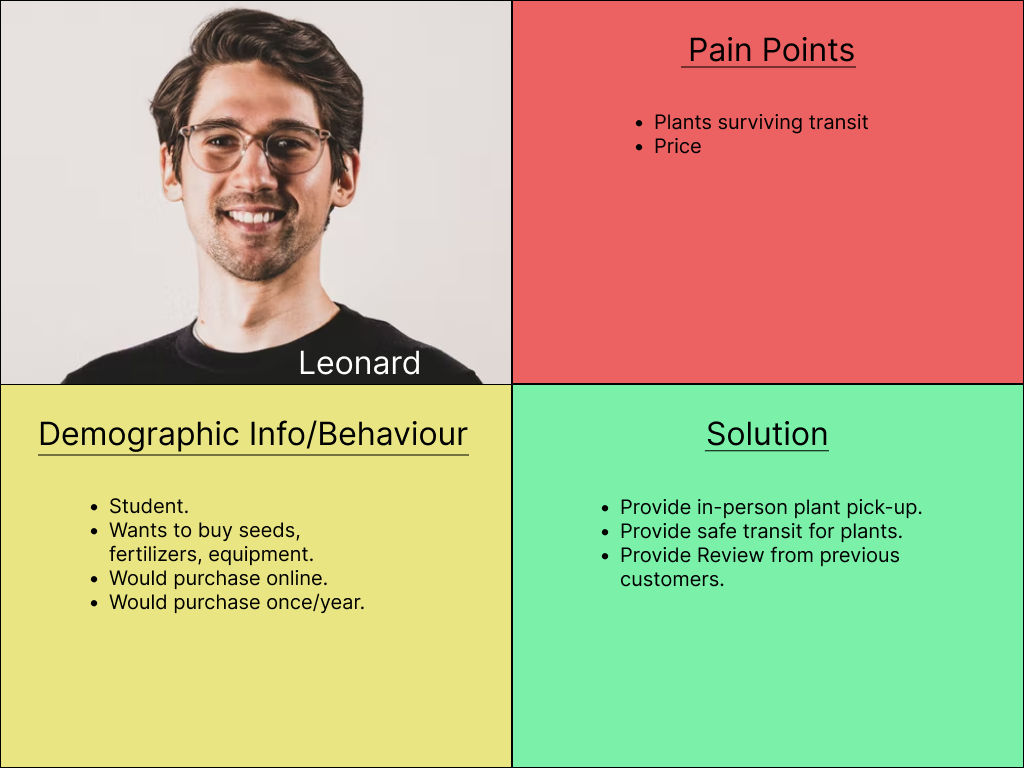 Leonard
Pain Points
• Plants surviving transit
• Price
Demographic Info/Behaviour
• Student.
• Wants to buy seeds,
fertilizers, equipment.
• Would purchase online.
• Would purchase once/year.
Solution
• Provide in-person plant pick-up.
• Provide safe transit for plants.
• Provide Review from previous
customers.